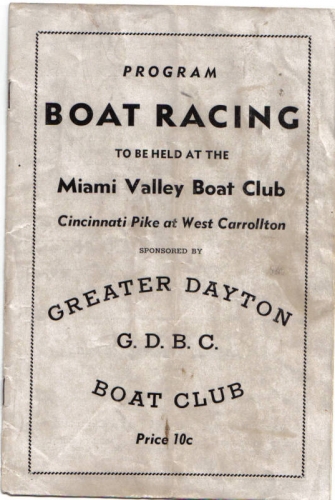 PROGRAM
BOAT RACING
TO BE HELD AT THE
Miami Valley Boat Club
Cincinnati Pike at West Carrollton
SPONSORED BY
GREATER DAYTON
G. D. B. C.
BOAT CLUB
Price 10c